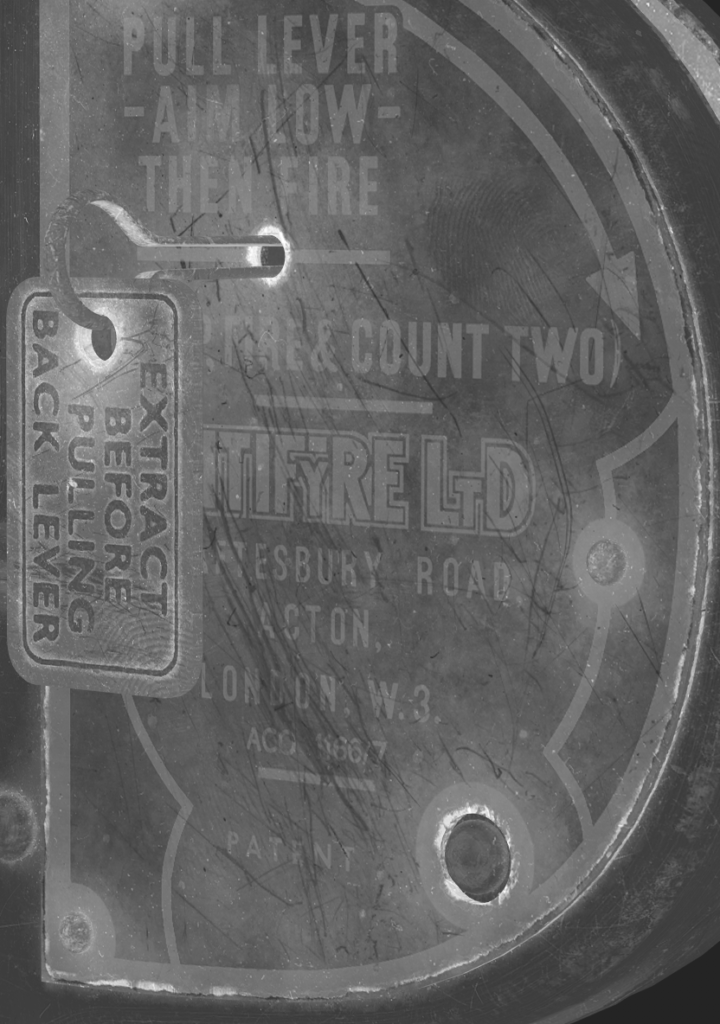 PULL LEVER
-AIM LOW-
THEN FIRE
& COUNT TWO)
LTD
ROAD,
ACTON,
LONDON, W.3.
PATENT
EXTRACT
BEFORE
PULLING
BACK LEVER